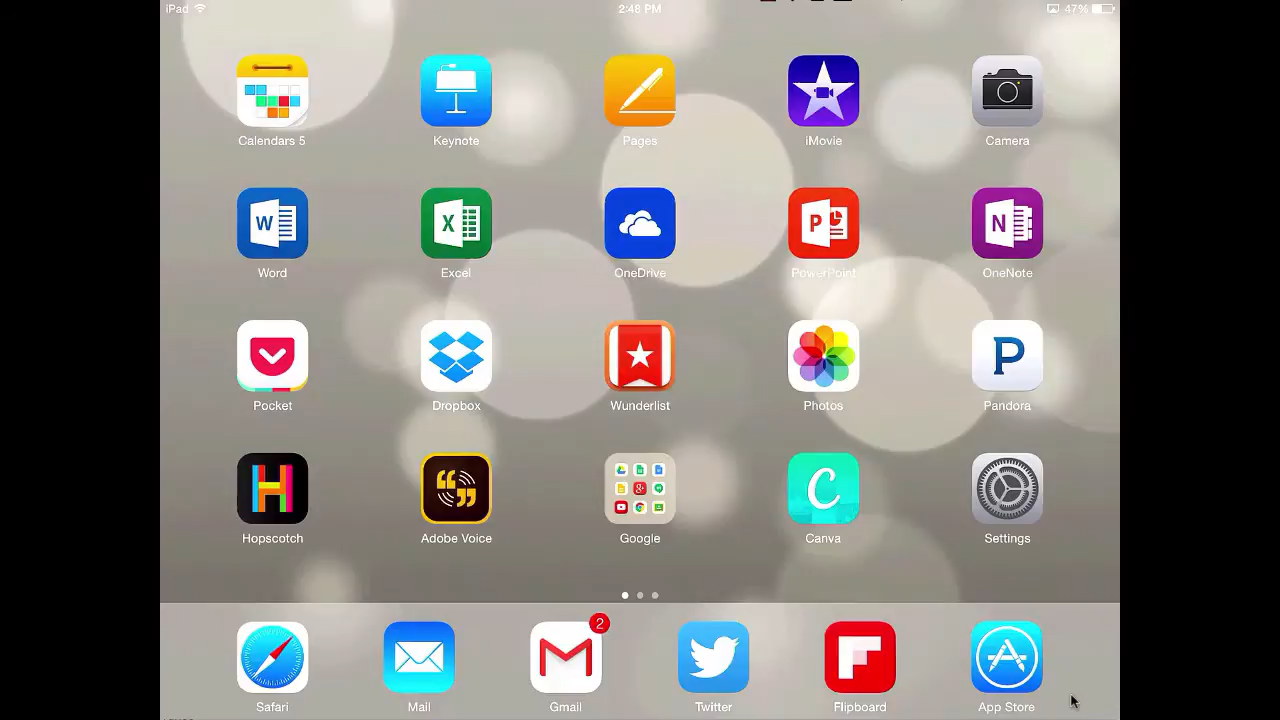 iPad 2:48 PM 47%
Calendars 5 Keynote Pages iMovie Camera
W X P N
Word Excel OneDrive PowerPoint OneNote
P
Pocket Dropbox Wunderlist Photos Pandora
H C
Hopscotch Adobe Voice Google Canva Settings
2
Safari Mail Gmail Twitter Flipboard App Store